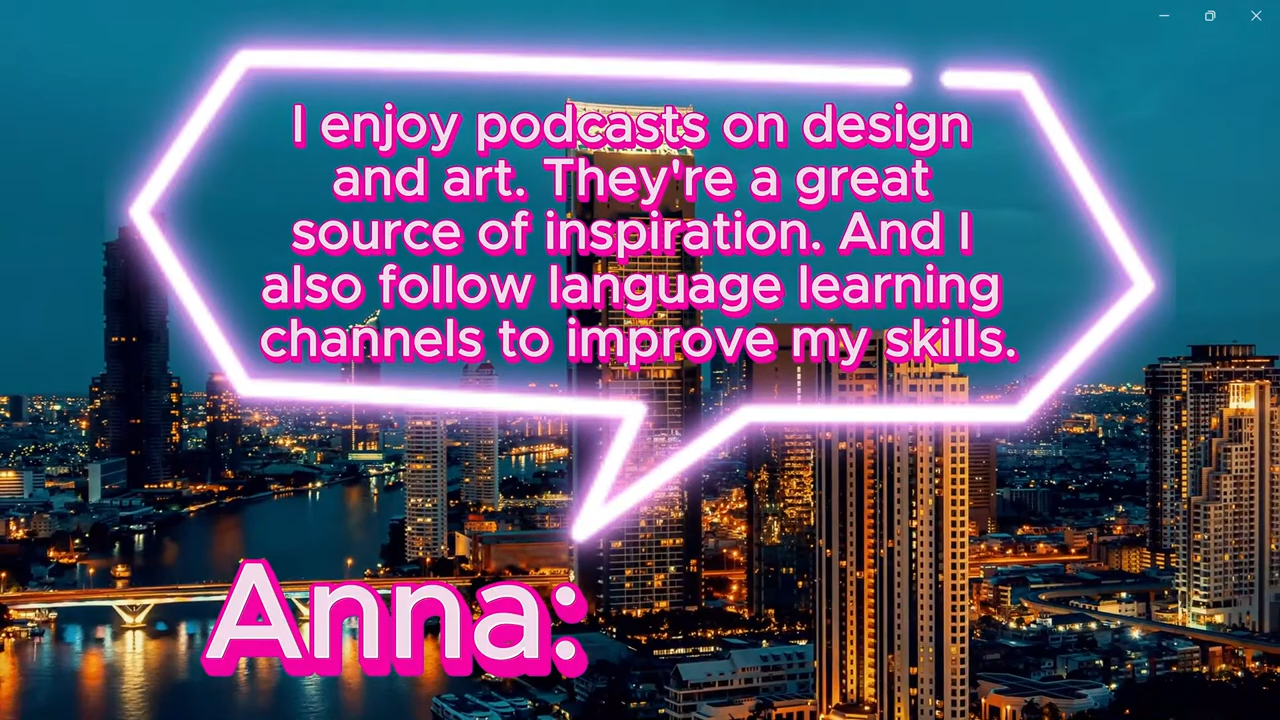 I enjoy podcasts on design
and art. They're a great
source of inspiration. And I
also follow language learning
channels to improve my skills.
Anna: